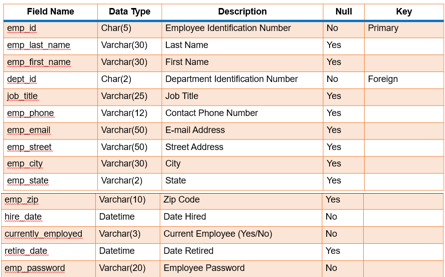 Field Name Data Type Description Null Key
emp_id Char(5) Employee Identification Number No Primary
emp_last_name Varchar(30) Last Name Yes
emp_first_name Varchar(30) First Name Yes
dept_id Char(2) Department Identification Number No Foreign
job_title Varchar(25) Job Title Yes
emp_phone Varchar(12) Contact Phone Number Yes
emp_email Varchar(50) E-mail Address Yes
emp_street Varchar(50) Street Address Yes
emp_city Varchar(30) City Yes
emp_state Varchar(2) State Yes
emp_zip Varchar(10) Zip Code Yes
hire_date Datetime Date Hired No
currently_employed Varchar(3) Current Employee (Yes/No) No
retire_date Datetime Date Retired Yes
emp_password Varchar(20) Employee Password No